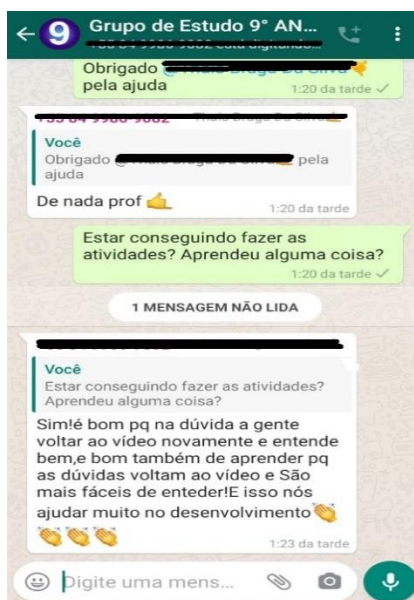 9 Grupo de Estudo 9° AN...
Obrigado
pela ajuda
1:20 da tarde
Você
Obrigado pela
ajuda
De nada prof
1:20 da tarde
Estar conseguindo fazer as
atividades? Aprendeu alguma coisa?
1:20 da tarde
1 MENSAGEM NÃO LIDA
Você
Estar conseguindo fazer as atividades?
Aprendeu alguma coisa?
Sim!é bom pq na dúvida a gente
voltar ao vídeo novamente e entende
bem,e bom também de aprender pq
as dúvidas voltam ao vídeo e São
mais fáceis de enteder!E isso nós
ajudar muito no desenvolvimento
1:23 da tarde
Digite uma mens...